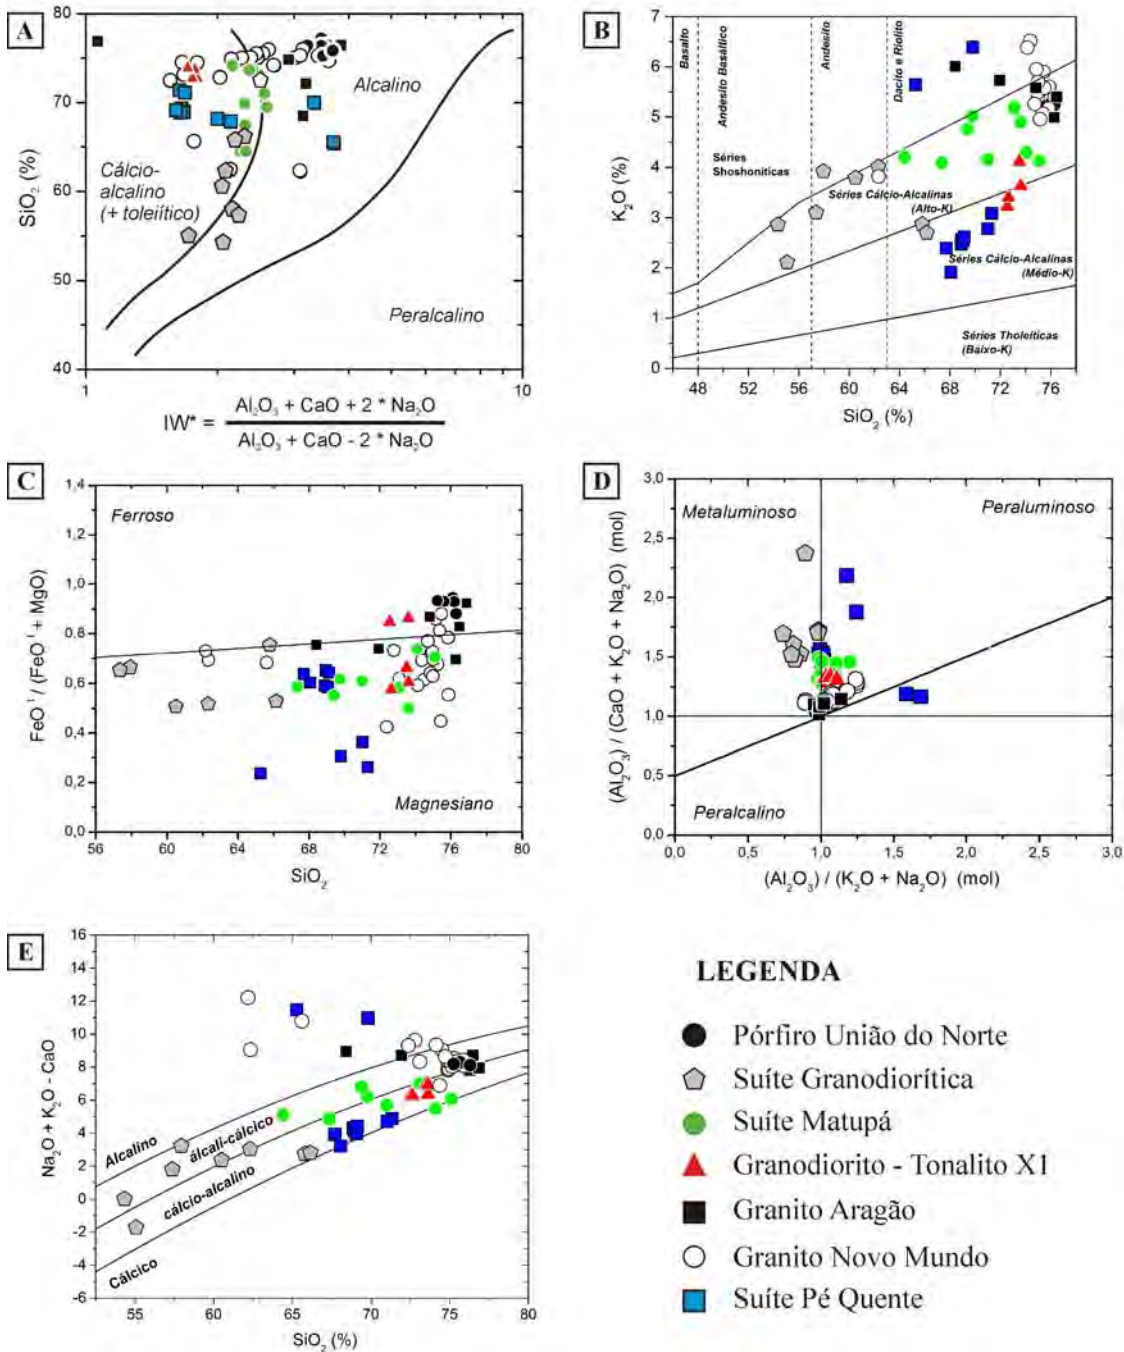 A
80
70
60
50
40
SiO2 (%)
Alcalino
Cálcio-
alcalino
(+ toleiítico)
Peralcalino
1
10
IW* =
Al2O3 + CaO + 2 * Na2O
Al2O3 + CaO - 2 * Na2O
B
7
6
5
4
3
2
1
0
K2O (%)
Basalto
Andesito Basáltico
Andesito
Dacito e Riolito
Séries
Shoshoníticas
Séries Cálcio-Alcalinas
(Alto-K)
Séries Cálcio-Alcalinas
(Médio-K)
Séries Tholeíticas
(Baixo-K)
48
52
56
60
64
68
72
76
SiO2 (%)
C
1,4
1,2
1,0
0,8
0,6
0,4
0,2
0,0
FeO1 / (FeO1 + MgO)
Ferroso
Magnesiano
56
60
64
68
72
76
80
SiO2
D
3,0
2,5
2,0
1,5
1,0
0,5
0,0
(Al2O3) / (CaO + K2O + Na2O) (mol)
Metaluminoso
Peraluminoso
Peralcalino
0,0
0,5
1,0
1,5
2,0
2,5
3,0
(Al2O3) / (K2O + Na2O) (mol)
E
16
14
12
10
8
6
4
2
0
-2
-4
-6
Na2O + K2O - CaO
Alcalino
álcali-cálcico
cálcio-alcalino
Cálcico
55
60
65
70
75
80
SiO2 (%)
LEGENDA
Pórfiro União do Norte
Suíte Granodiorítica
Suíte Matupá
Granodiorito - Tonalito X1
Granito Aragão
Granito Novo Mundo
Suíte Pé Quente